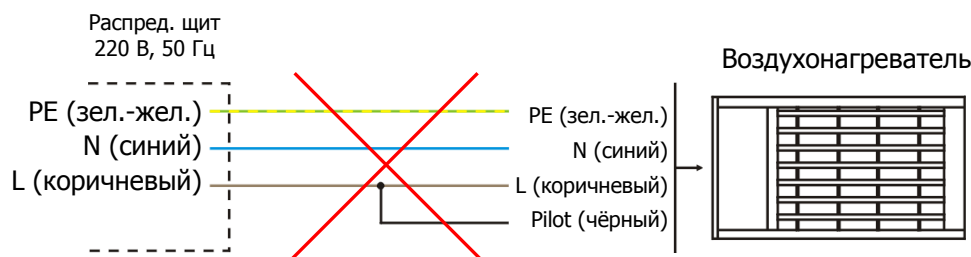 Распред. щит
220 В, 50 Гц
Воздухонагреватель
PE (зел.-жел.)
N (синий)
L (коричневый)
PE (зел.-жел.)
N (синий)
L (коричневый)
Pilot (чёрный)